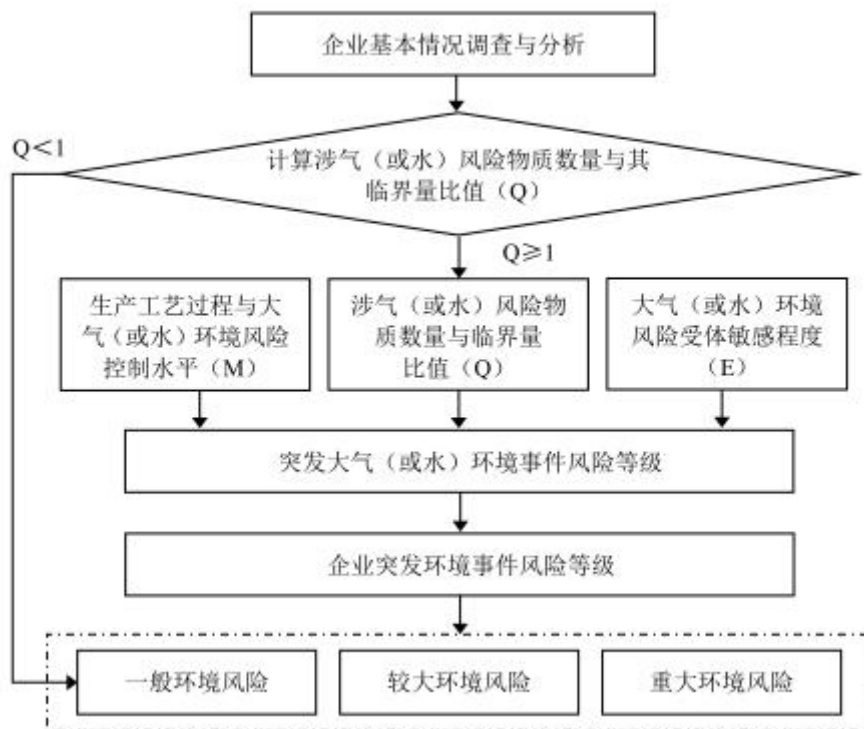 企业基本情况调查与分析
Q＜1
计算涉气（或水）风险物质数量与其
临界量比值（Q）
Q≥1
生产工艺过程与大
气（或水）环境风险
控制水平（M）
涉气（或水）风险物
质数量与临界量
比值（Q）
大气（或水）环境
风险受体敏感程度
（E）
突发大气（或水）环境事件风险等级
企业突发环境事件风险等级
一般环境风险
较大环境风险
重大环境风险